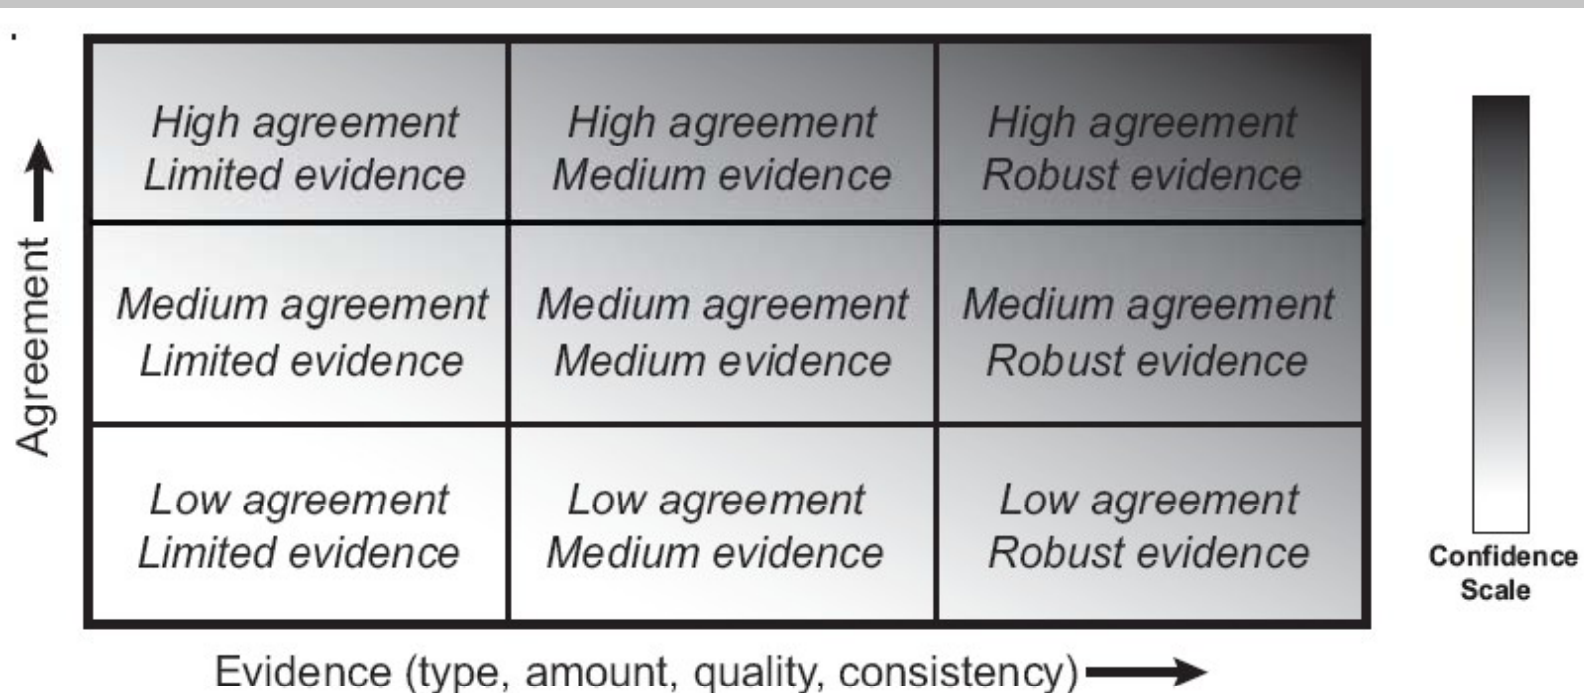 High agreement
Limited evidence
High agreement
Medium evidence
High agreement
Robust evidence
Agreement
Medium agreement
Limited evidence
Medium agreement
Medium evidence
Medium agreement
Robust evidence
Low agreement
Limited evidence
Low agreement
Medium evidence
Low agreement
Robust evidence
Confidence
Scale
Evidence (type, amount, quality, consistency)